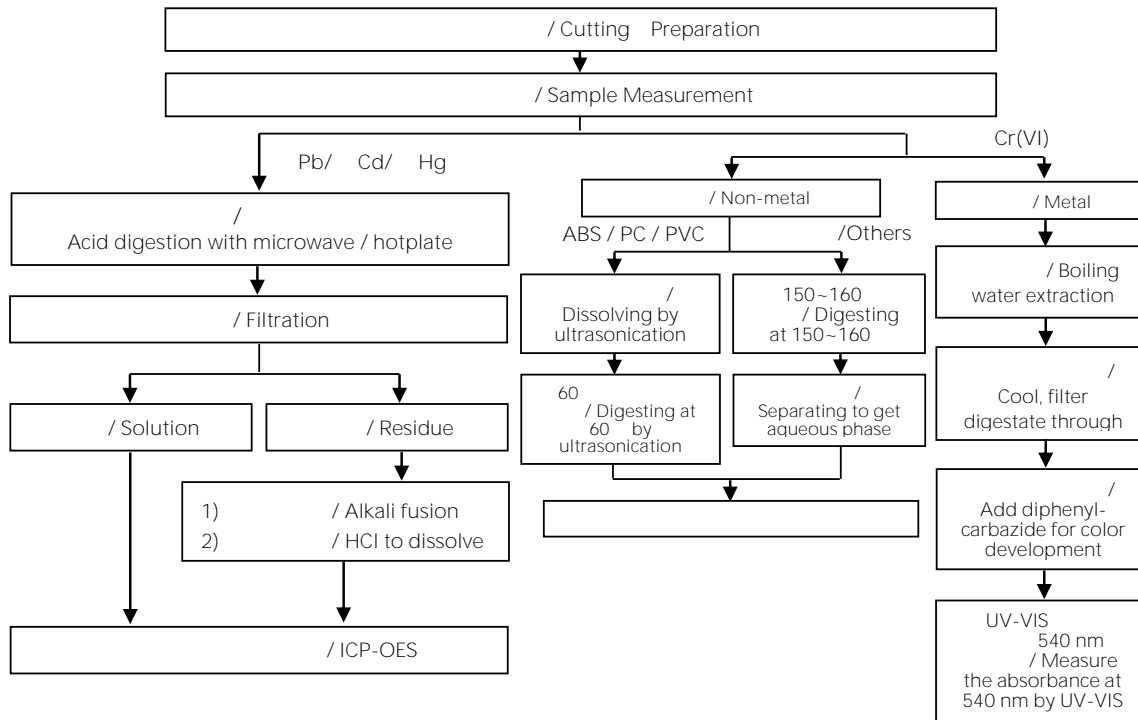 / Cutting Preparation
/ Sample Measurement
Pb/ Cd/ Hg
Cr(VI)
/
Acid digestion with microwave / hotplate
/ Filtration
/ Solution
/ Residue
1) / Alkali fusion
2) / HCl to dissolve
/ ICP-OES
/ Non-metal
ABS / PC / PVC
/Others
/
Dissolving by
ultrasonication
150~160
/ Digesting
at 150~160
60
/ Digesting at
60 by
ultrasonication
/
Separating to get
aqueous phase
/ Metal
/ Boiling
water extraction
/
Cool, filter
digestate through
/
Add diphenyl-
carbazide for color
development
UV-VIS
540 nm
/ Measure
the absorbance at
540 nm by UV-VIS